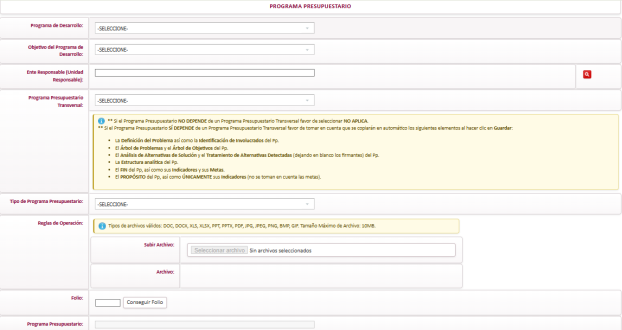 PROGRAMA PRESUPUESTARIO
Programa de Desarrollo:
-SELECCIONE-
Objetivo del Programa de
Desarrollo:
-SELECCIONE-
Ente Responsable (Unidad
Responsable):
Programa Presupuestario
Transversal:
-SELECCIONE-
** Si el Programa Presupuestario NO DEPENDE de un Programa Presupuestario Transversal favor de seleccionar NO APLICA.
** Si el Programa Presupuestario SÍ DEPENDE de un Programa Presupuestario Transversal favor de tomar en cuenta que se copiarán en automático los siguientes elementos al hacer clic en Guardar:
• La Definición del Problema así como la Identificación de Involucrados del Pp.
• El Árbol de Problemas y el Árbol de Objetivos del Pp.
• El Análisis de Alternativas de Solución y el Tratamiento de Alternativas Detectadas (dejando en blanco los firmantes) del Pp.
• La Estructura analítica del Pp.
• El FIN del Pp, así como sus Indicadores y sus Metas.
• El PROPÓSITO del Pp, así como ÚNICAMENTE sus Indicadores (no se toman en cuenta las metas).
Tipo de Programa Presupuestario:
-SELECCIONE-
Reglas de Operación:
Tipos de archivos válidos: DOC, DOCX, XLS, XLSX, PPT, PPTX, PDF, JPG, JPEG, PNG, BMP, GIF. Tamaño Máximo de Archivo: 10MB.
Subir Archivo:
Seleccionar archivo Sin archivos seleccionados
Archivo:
Folio:
Conseguir Folio
Programa Presupuestario: